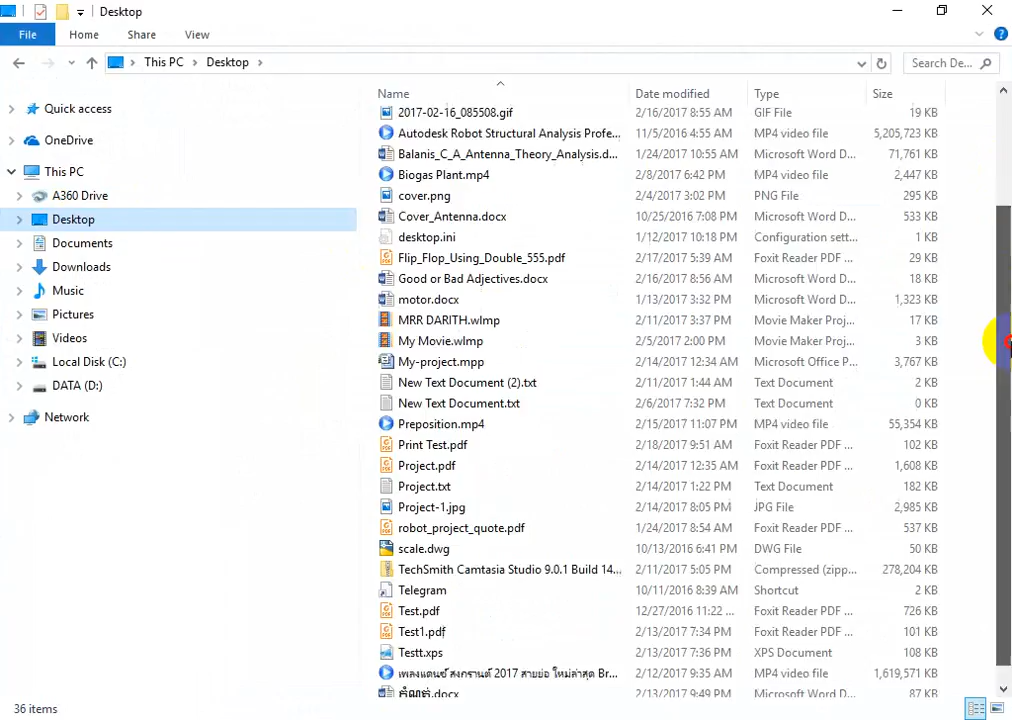 Desktop
File Home Share View
This PC Desktop
Search De...
Name Date modified Type Size
Quick access
OneDrive
This PC
A360 Drive
Desktop
Documents
Downloads
Music
Pictures
Videos
Local Disk (C:)
DATA (D:)
Network
2017-02-16_085508.gif 2/16/2017 8:55 AM GIF File 19 KB
Autodesk Robot Structural Analysis Profe... 11/5/2016 4:55 AM MP4 video file 5,205,723 KB
Balanis_C_A_Antenna_Theory_Analysis.d... 1/24/2017 10:55 AM Microsoft Word D... 71,761 KB
Biogas Plant.mp4 2/8/2017 6:42 PM MP4 video file 2,447 KB
cover.png 2/4/2017 3:02 PM PNG File 295 KB
Cover_Antenna.docx 10/25/2016 7:08 PM Microsoft Word D... 533 KB
desktop.ini 1/12/2017 10:18 PM Configuration sett... 1 KB
Flip_Flop_Using_Double_555.pdf 2/17/2017 5:39 AM Foxit Reader PDF ... 29 KB
Good or Bad Adjectives.docx 2/16/2017 8:56 AM Microsoft Word D... 18 KB
motor.docx 1/13/2017 3:32 PM Microsoft Word D... 1,323 KB
MRR DARITH.wlmp 2/11/2017 3:37 PM Movie Maker Proj... 17 KB
My Movie.wlmp 2/5/2017 2:00 PM Movie Maker Proj... 3 KB
My-project.mpp 2/14/2017 12:34 AM Microsoft Office P... 3,767 KB
New Text Document (2).txt 2/11/2017 1:44 AM Text Document 2 KB
New Text Document.txt 2/6/2017 7:32 PM Text Document 0 KB
Preposition.mp4 2/15/2017 11:07 PM MP4 video file 55,354 KB
Print Test.pdf 2/18/2017 9:51 AM Foxit Reader PDF ... 102 KB
Project.pdf 2/14/2017 12:35 AM Foxit Reader PDF ... 1,608 KB
Project.txt 2/14/2017 1:22 PM Text Document 182 KB
Project-1.jpg 2/14/2017 8:05 PM JPG File 2,985 KB
robot_project_quote.pdf 1/24/2017 8:54 AM Foxit Reader PDF ... 537 KB
scale.dwg 10/13/2016 6:41 PM DWG File 50 KB
TechSmith Camtasia Studio 9.0.1 Build 14... 2/11/2017 5:05 PM Compressed (zipp... 278,204 KB
Telegram 10/11/2016 8:39 AM Shortcut 2 KB
Test.pdf 12/27/2016 11:22 ... Foxit Reader PDF ... 726 KB
Test1.pdf 2/13/2017 7:34 PM Foxit Reader PDF ... 101 KB
Testt.xps 2/13/2017 7:36 PM XPS Document 108 KB
เพลงแดนซ์ สงกรานต์ 2017 สายย่อ ใหม่ล่าสุด Br... 2/12/2017 9:35 AM MP4 video file 1,619,571 KB
.docx 2/13/2017 9:49 PM Microsoft Word D... 87 KB
36 items